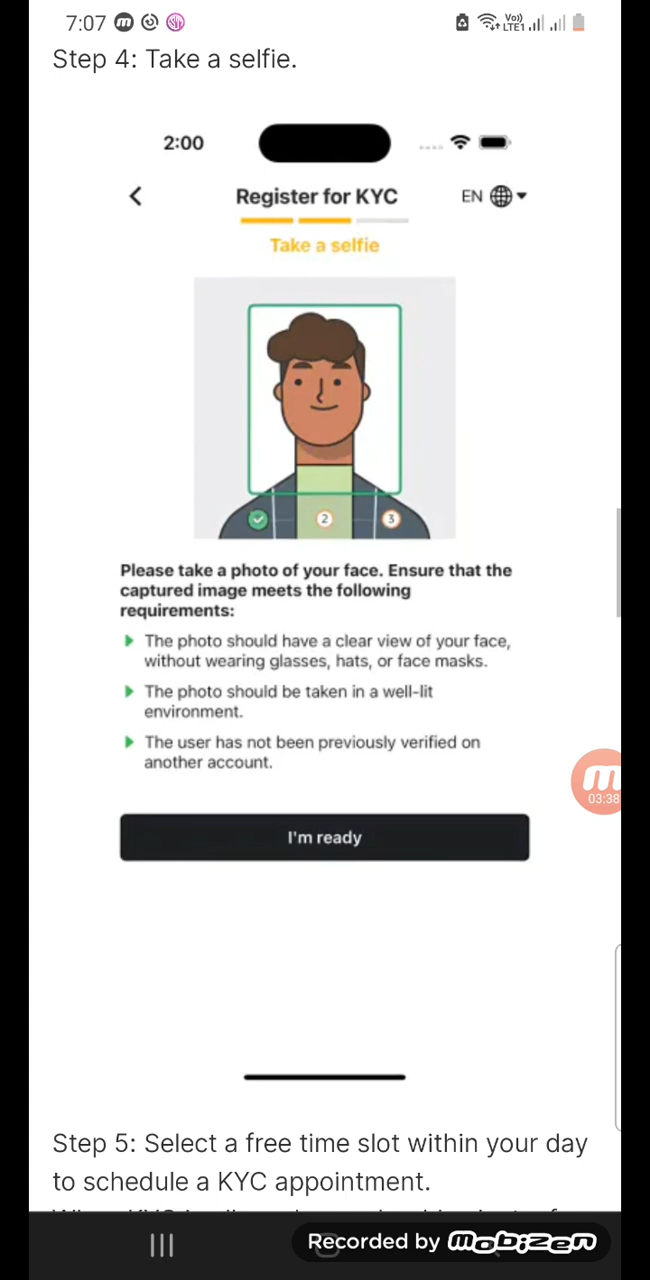 7:07
Vo))
LTE1
Step 4: Take a selfie.
2:00
Register for KYC
EN
Take a selfie
2
3
Please take a photo of your face. Ensure that the
captured image meets the following
requirements:
The photo should have a clear view of your face,
without wearing glasses, hats, or face masks.
The photo should be taken in a well-lit
environment.
The user has not been previously verified on
another account.
03:38
I'm ready
Step 5: Select a free time slot within your day
to schedule a KYC appointment.
Recorded by mobizen